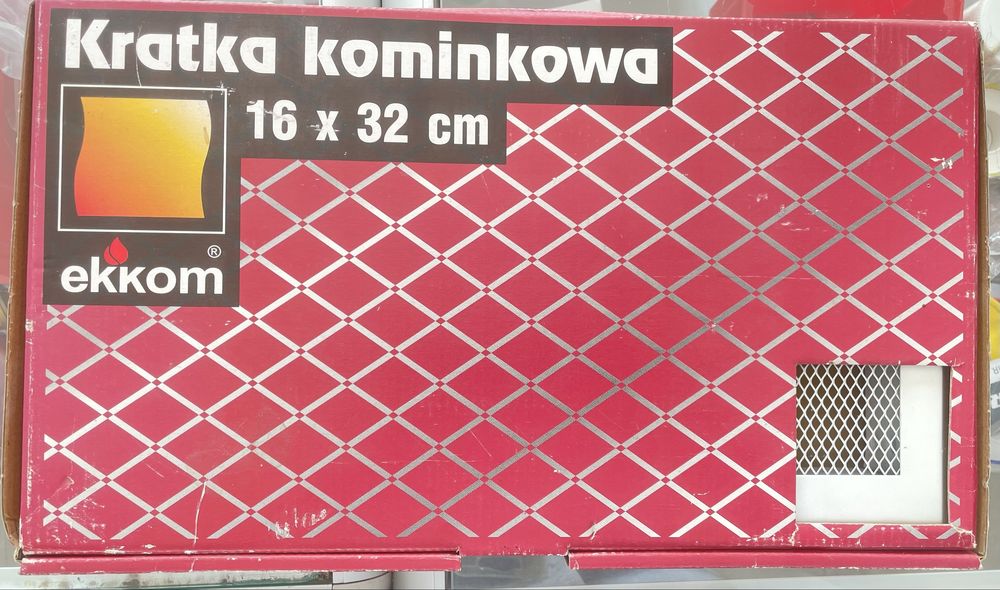 Kratka kominkowa
16 x 32 cm
ekkom®